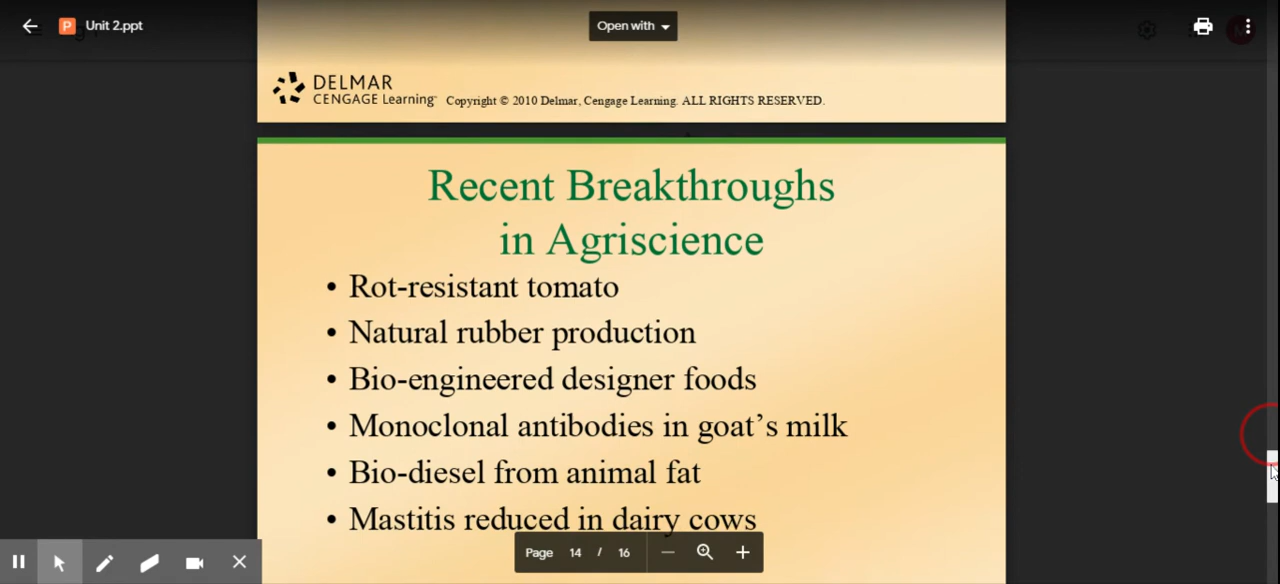 P Unit 2.ppt
Open with
DELMAR
CENGAGE Learning™ Copyright © 2010 Delmar, Cengage Learning. ALL RIGHTS RESERVED.
Recent Breakthroughs
in Agriscience
• Rot-resistant tomato
• Natural rubber production
• Bio-engineered designer foods
• Monoclonal antibodies in goat’s milk
• Bio-diesel from animal fat
• Mastitis reduced in dairy cows
Page 14 / 16